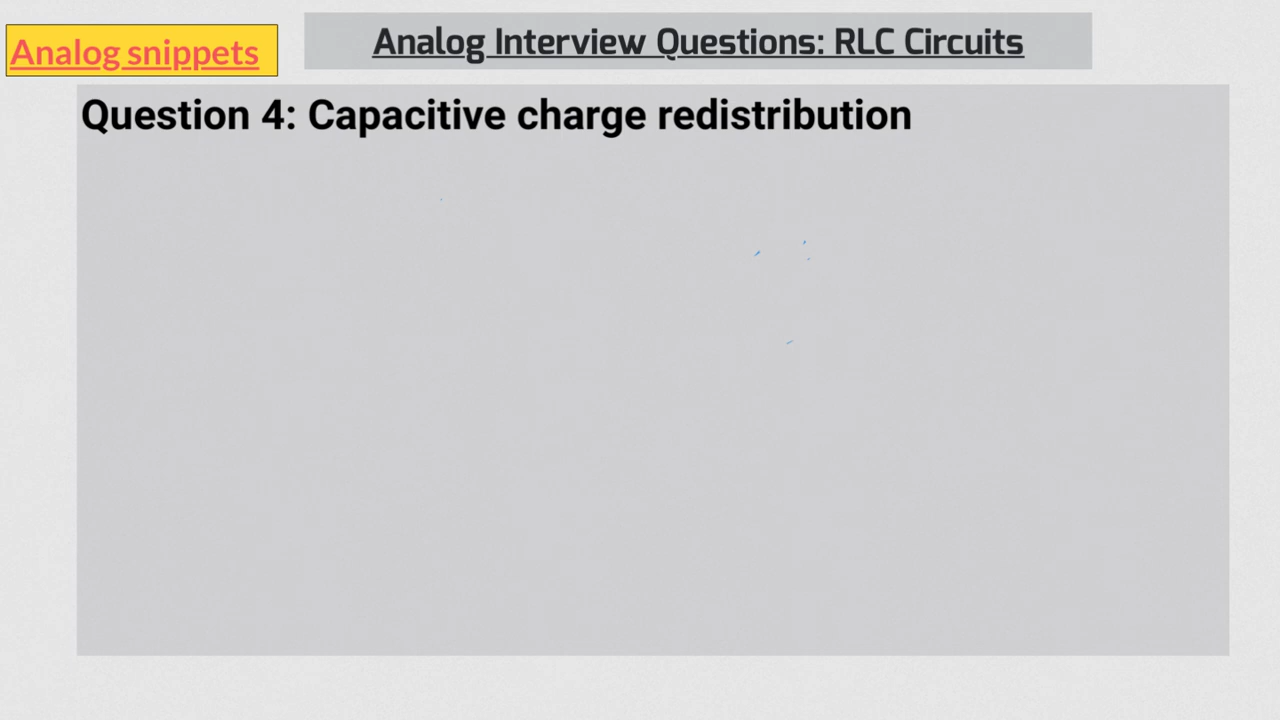 Analog snippets
Analog Interview Questions: RLC Circuits
Question 4: Capacitive charge redistribution